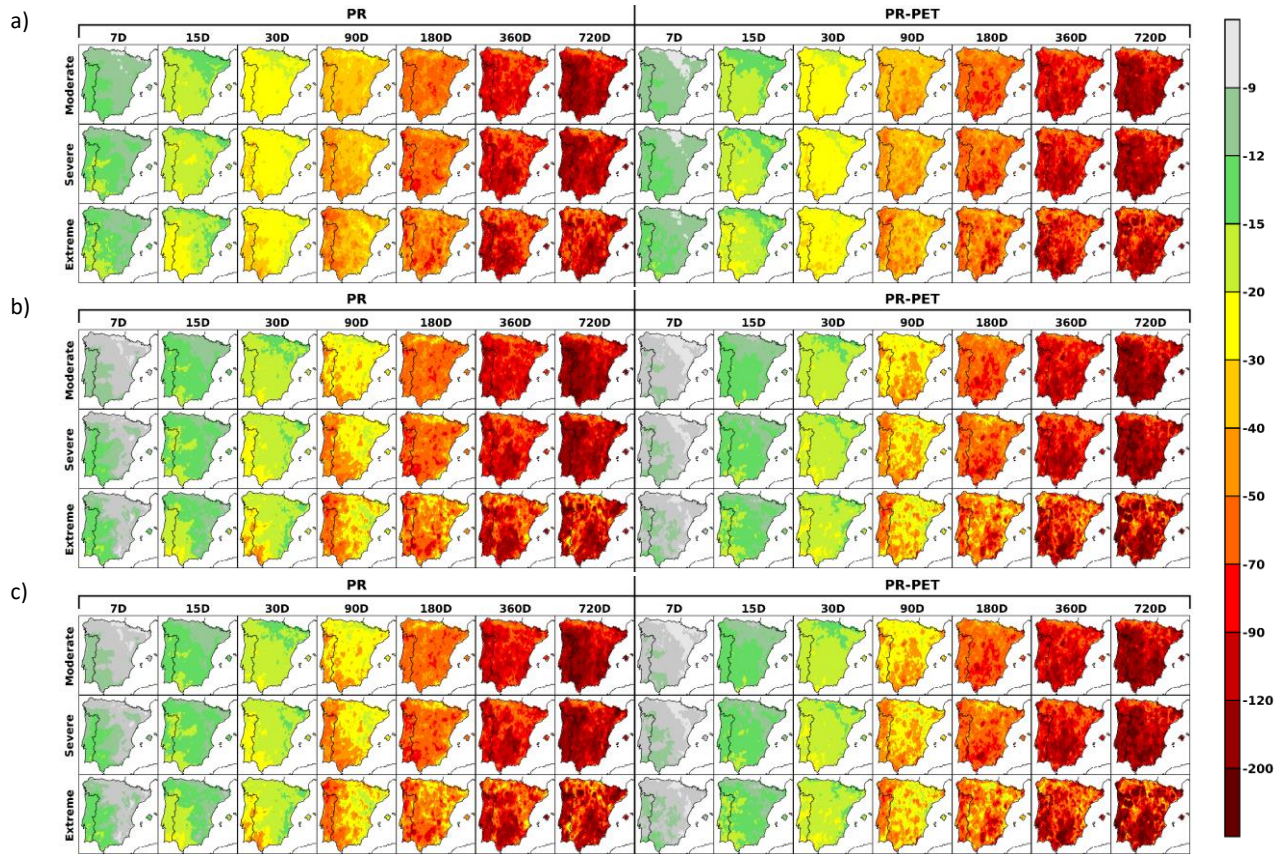 a)
PR PR-PET
7D 15D 30D 90D 180D 360D 720D 7D 15D 30D 90D 180D 360D 720D
Moderate
Severe
Extreme
b)
PR PR-PET
7D 15D 30D 90D 180D 360D 720D 7D 15D 30D 90D 180D 360D 720D
Moderate
Severe
Extreme
c)
PR PR-PET
7D 15D 30D 90D 180D 360D 720D 7D 15D 30D 90D 180D 360D 720D
Moderate
Severe
Extreme
-9
-12
-15
-20
-30
-40
-50
-70
-90
-120
-200